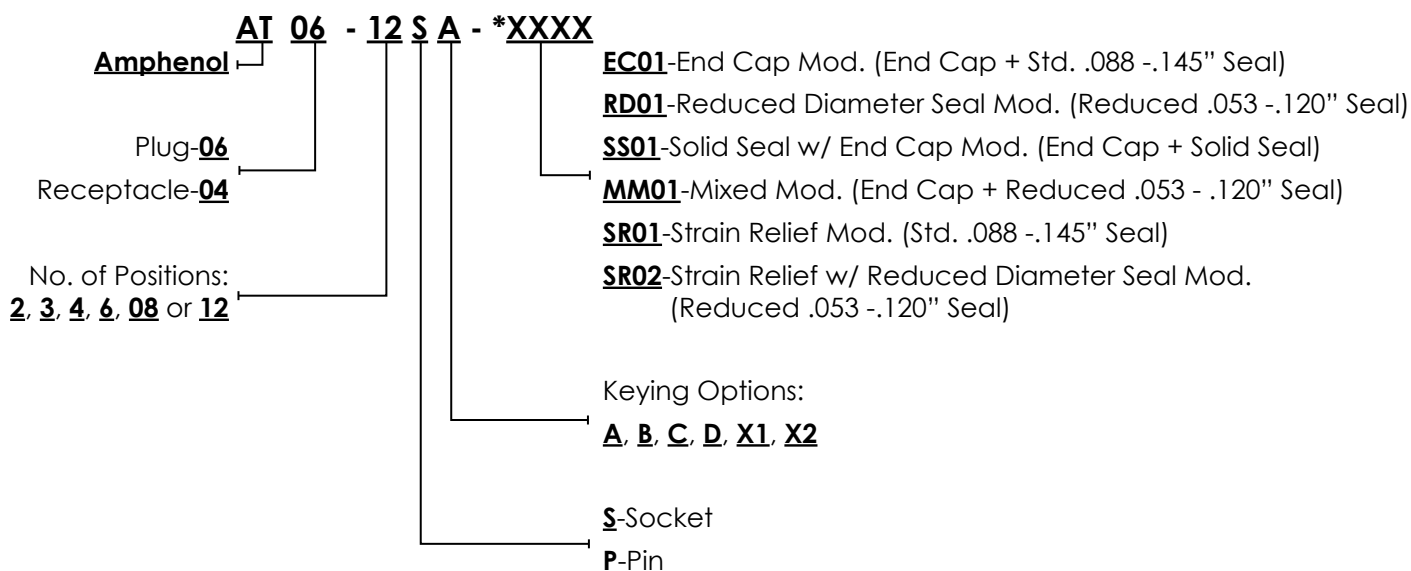 AT 06 - 12 S A - *XXXX
Amphenol
Plug-06
Receptacle-04
No. of Positions:
2, 3, 4, 6, 08 or 12
EC01-End Cap Mod. (End Cap + Std. .088 -.145” Seal)
RD01-Reduced Diameter Seal Mod. (Reduced .053 -.120” Seal)
SS01-Solid Seal w/ End Cap Mod. (End Cap + Solid Seal)
MM01-Mixed Mod. (End Cap + Reduced .053 - .120” Seal)
SR01-Strain Relief Mod. (Std. .088 -.145” Seal)
SR02-Strain Relief w/ Reduced Diameter Seal Mod.
(Reduced .053 -.120” Seal)
Keying Options:
A, B, C, D, X1, X2
S-Socket
P-Pin